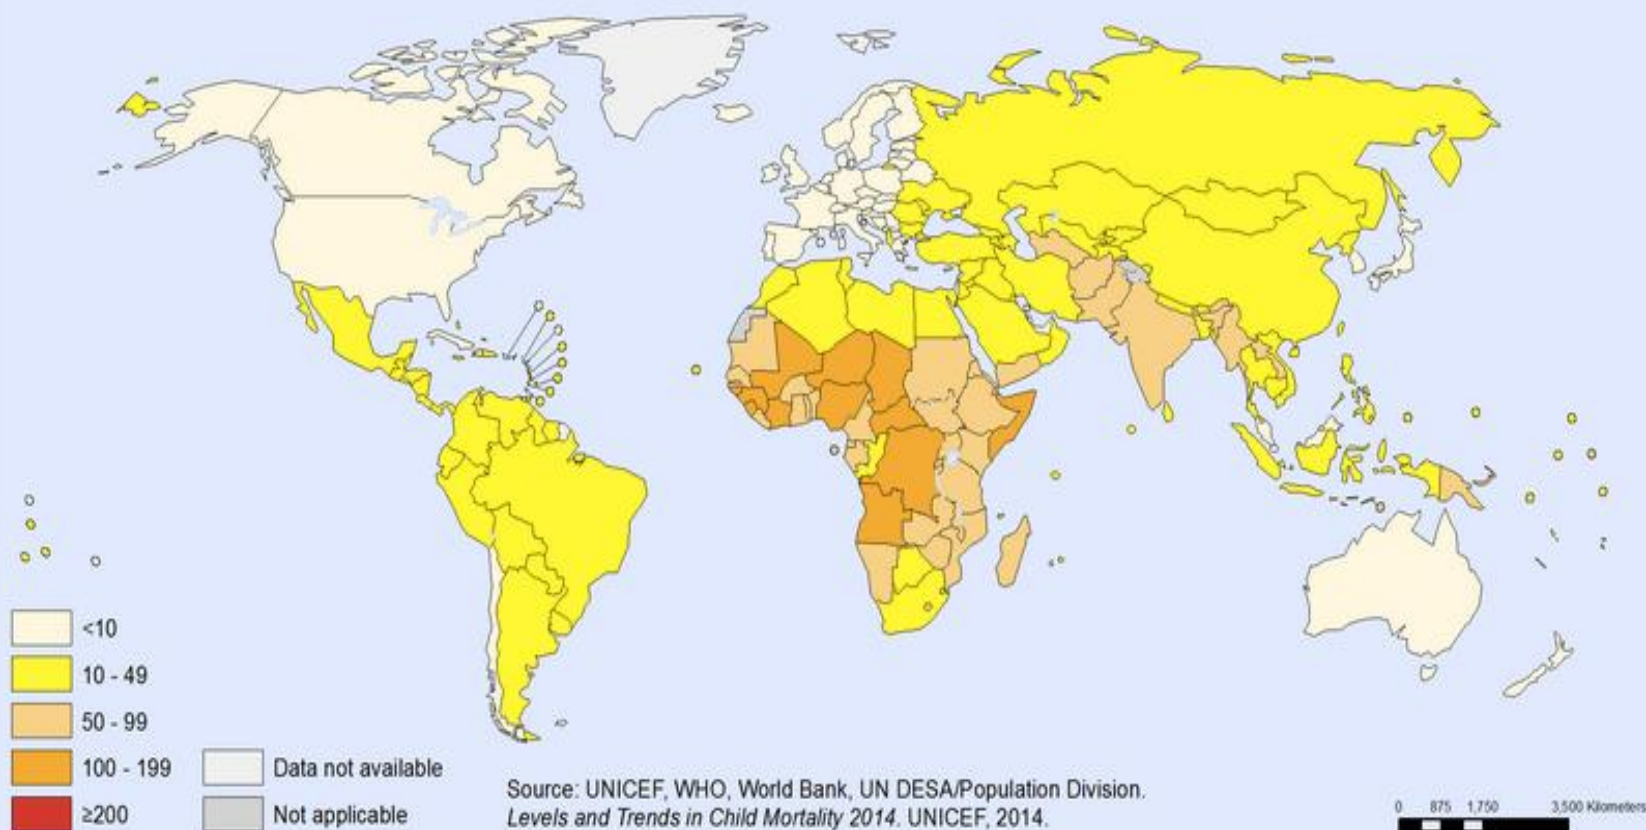 <10
10 - 49
50 - 99
100 - 199
≥200
Data not available
Not applicable
Source: UNICEF, WHO, World Bank, UN DESA/Population Division.
Levels and Trends in Child Mortality 2014. UNICEF, 2014.
0 875 1,750 3,500 Kilometers